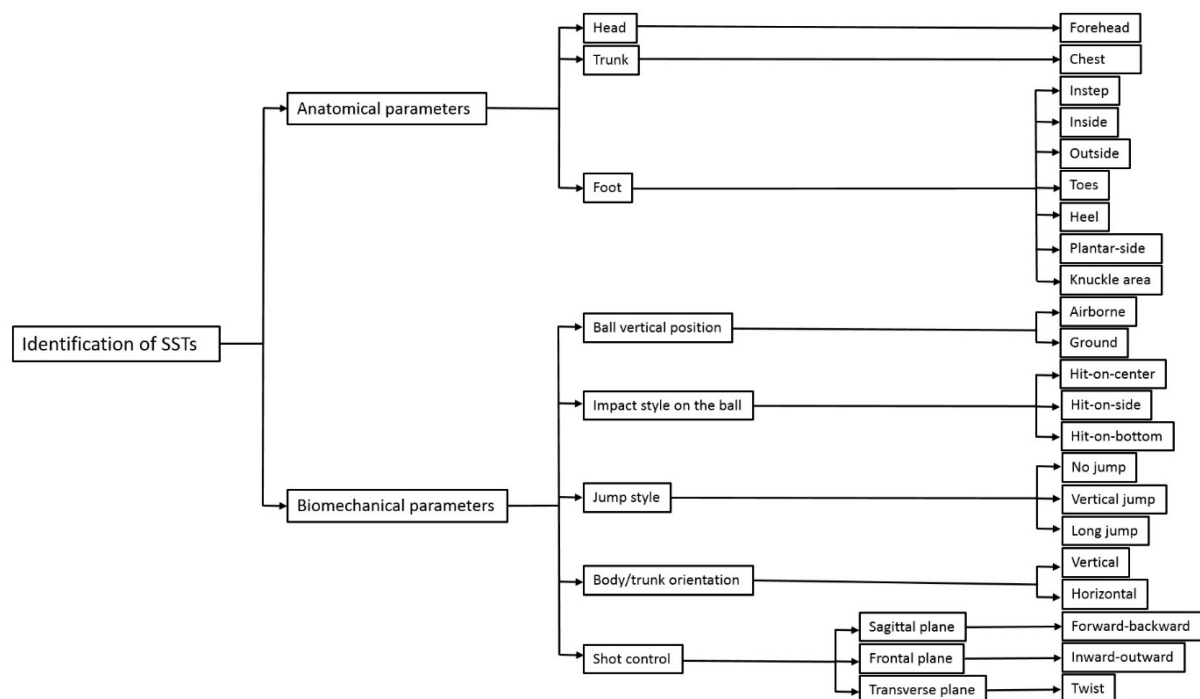 Identification of SSTs
Anatomical parameters
Head
Forehead
Trunk
Chest
Foot
Instep
Inside
Outside
Toes
Heel
Plantar-side
Knuckle area
Biomechanical parameters
Ball vertical position
Airborne
Ground
Impact style on the ball
Hit-on-center
Hit-on-side
Hit-on-bottom
Jump style
No jump
Vertical jump
Long jump
Body/trunk orientation
Vertical
Horizontal
Shot control
Sagittal plane
Forward-backward
Frontal plane
Inward-outward
Transverse plane
Twist